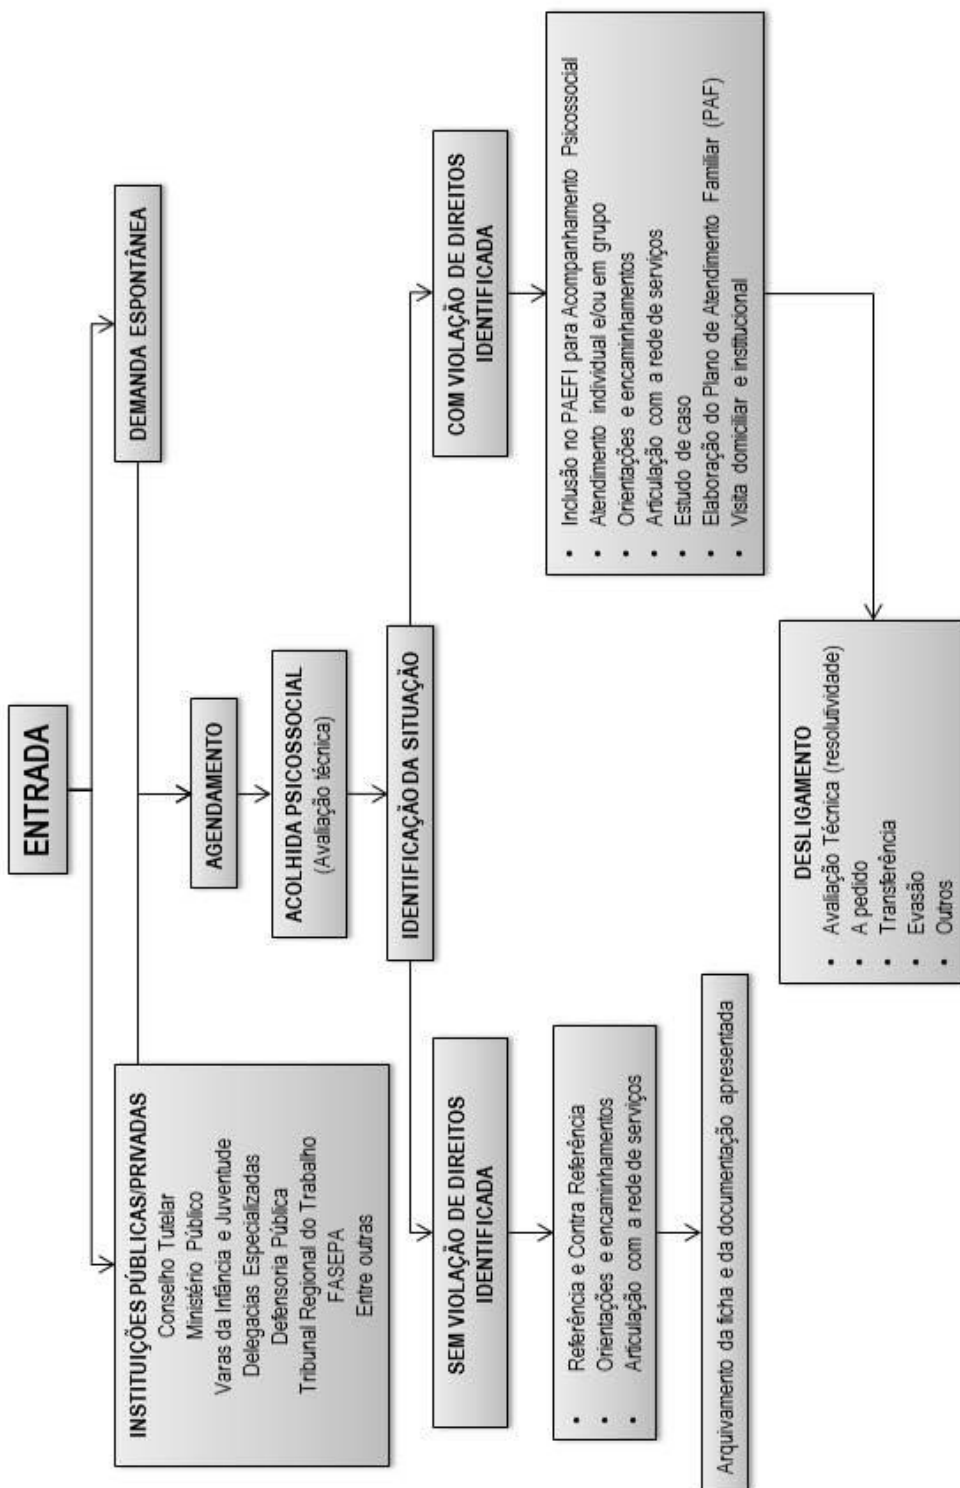 ENTRADA
INSTITUIÇÕES PÚBLICAS/PRIVADAS
Conselho Tutelar
Ministério Público
Varas da Infância e Juventude
Delegacias Especializadas
Defensoria Pública
Tribunal Regional do Trabalho
FASEPA
Entre outras
DEMANDA ESPONTÂNEA
AGENDAMENTO
ACOLHIDA PSICOSSOCIAL
(Avaliação técnica)
IDENTIFICAÇÃO DA SITUAÇÃO
SEM VIOLAÇÃO DE DIREITOS
IDENTIFICADA
• Referência e Contra Referência
• Orientações e encaminhamentos
• Articulação com a rede de serviços
Arquivamento da ficha e da documentação apresentada
COM VIOLAÇÃO DE DIREITOS
IDENTIFICADA
• Inclusão no PAEFI para Acompanhamento Psicossocial
• Atendimento individual e/ou em grupo
• Orientações e encaminhamentos
• Articulação com a rede de serviços
• Estudo de caso
• Elaboração do Plano de Atendimento Familiar (PAF)
• Visita domiciliar e institucional
DESLIGAMENTO
• Avaliação Técnica (resolutividade)
• A pedido
• Transferência
• Evasão
• Outros